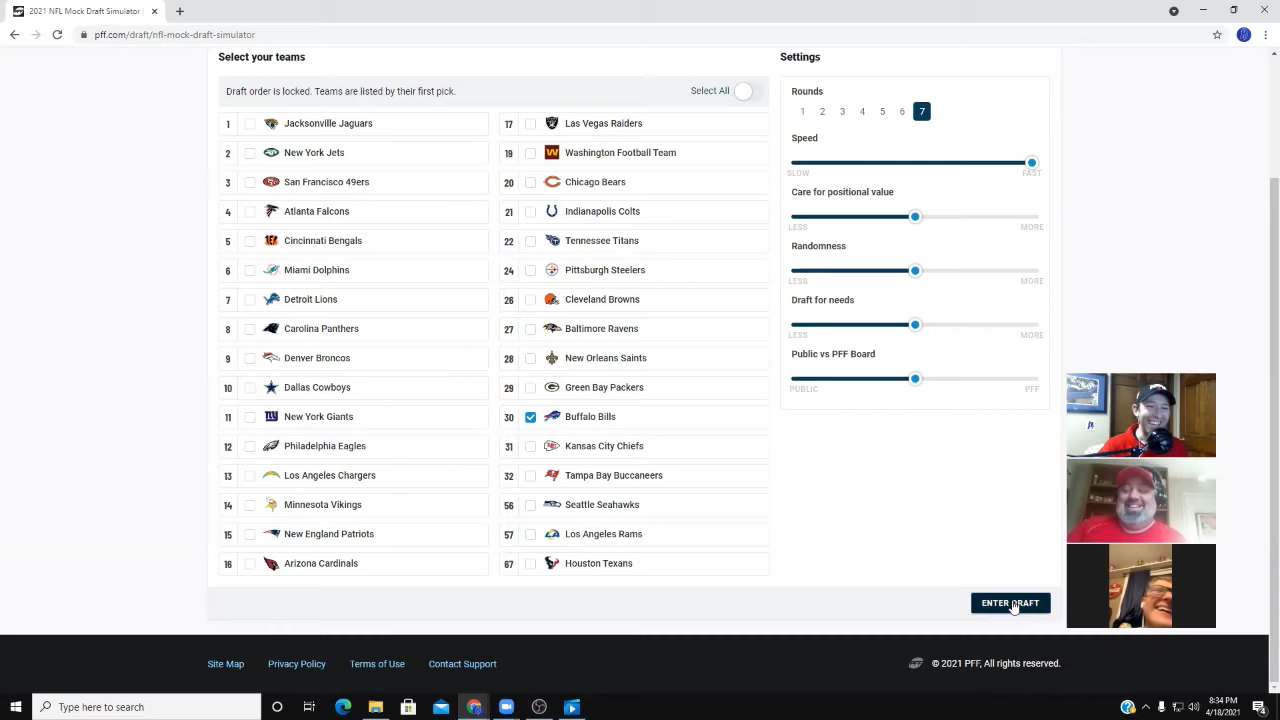 2021 NFL Mock Draft Simulator
pff.com/draft/nfl-mock-draft-simulator
Select your teams
Draft order is locked. Teams are listed by their first pick.
Select All
1 Jacksonville Jaguars
2 New York Jets
3 San Francisco 49ers
4 Atlanta Falcons
5 Cincinnati Bengals
6 Miami Dolphins
7 Detroit Lions
8 Carolina Panthers
9 Denver Broncos
10 Dallas Cowboys
11 New York Giants
12 Philadelphia Eagles
13 Los Angeles Chargers
14 Minnesota Vikings
15 New England Patriots
16 Arizona Cardinals
17 Las Vegas Raiders
19 Washington Football Team
20 Chicago Bears
21 Indianapolis Colts
22 Tennessee Titans
24 Pittsburgh Steelers
26 Cleveland Browns
27 Baltimore Ravens
28 New Orleans Saints
29 Green Bay Packers
30 Buffalo Bills
31 Kansas City Chiefs
32 Tampa Bay Buccaneers
56 Seattle Seahawks
57 Los Angeles Rams
67 Houston Texans
Settings
Rounds
1 2 3 4 5 6 7
Speed
SLOW FAST
Care for positional value
LESS MORE
Randomness
LESS MORE
Draft for needs
LESS MORE
Public vs PFF Board
PUBLIC PFF
ENTER DRAFT
Site Map Privacy Policy Terms of Use Contact Support
© 2021 PFF, All rights reserved.
Type here to search
8:34 PM
4/18/2021
4